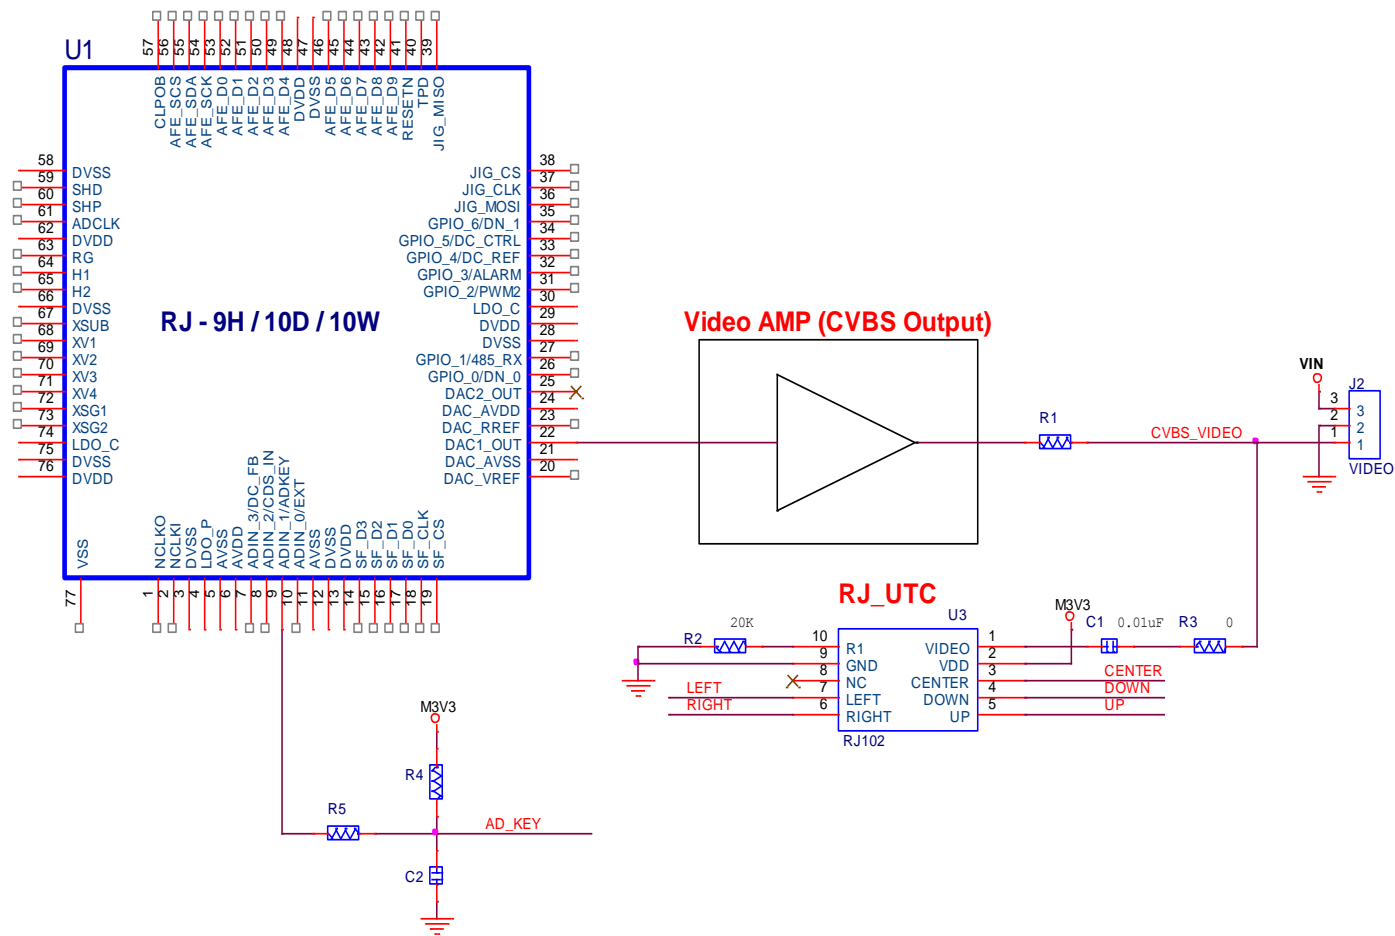 U1
57
56
55
54
53
52
51
50
49
48
47
46
45
44
43
42
41
40
39
CLPOB
AFE_SCS
AFE_SDA
AFE_SCK
AFE_D0
AFE_D1
AFE_D2
AFE_D3
AFE_D4
DVDD
DVSS
AFE_D5
AFE_D6
AFE_D7
AFE_D8
AFE_D9
RESETN
TPD
JIG_MISO
58 DVSS
59 SHD
60 SHP
61 ADCLK
62 DVDD
63 RG
64 H1
65 H2
66 DVSS
67 XSUB
68 XV1
69 XV2
70 XV3
71 XV4
72 XSG1
73 XSG2
74 LDO_C
75 DVSS
76 DVDD
RJ - 9H / 10D / 10W
JIG_CS 38
JIG_CLK 37
JIG_MOSI 36
GPIO_6/DN_1 35
GPIO_5/DC_CTRL 34
GPIO_4/DC_REF 33
GPIO_3/ALARM 32
GPIO_2/PWM2 31
LDO_C 30
DVDD 29
DVSS 28
GPIO_1/485_RX 27
GPIO_0/DN_0 26
DAC2_OUT 25
DAC_AVDD 24
DAC_RREF 23
DAC1_OUT 22
DAC_AVSS 21
DAC_VREF 20
VSS
NCLKO
NCLKI
DVSS
LDO_P
AVSS
AVDD
ADIN_3/DC_FB
ADIN_2/CDS_IN
ADIN_1/ADKEY
ADIN_0/EXT
AVSS
DVSS
DVDD
SF_D3
SF_D2
SF_D1
SF_D0
SF_CLK
SF_CS
77
1
2
3
4
5
6
7
8
9
10
11
12
13
14
15
16
17
18
19
Video AMP (CVBS Output)
R1
CVBS_VIDEO
VIN
J2
3 3
2 2
1 1
VIDEO
RJ_UTC
U3
M3V3
C1 0.01uF
R3 0
R2 20K
10 R1 VIDEO 1
9 GND VDD 2
8 NC CENTER 3 CENTER
LEFT 7 LEFT DOWN 4 DOWN
RIGHT 6 RIGHT UP 5 UP
RJ102
M3V3
R4
R5
AD_KEY
C2